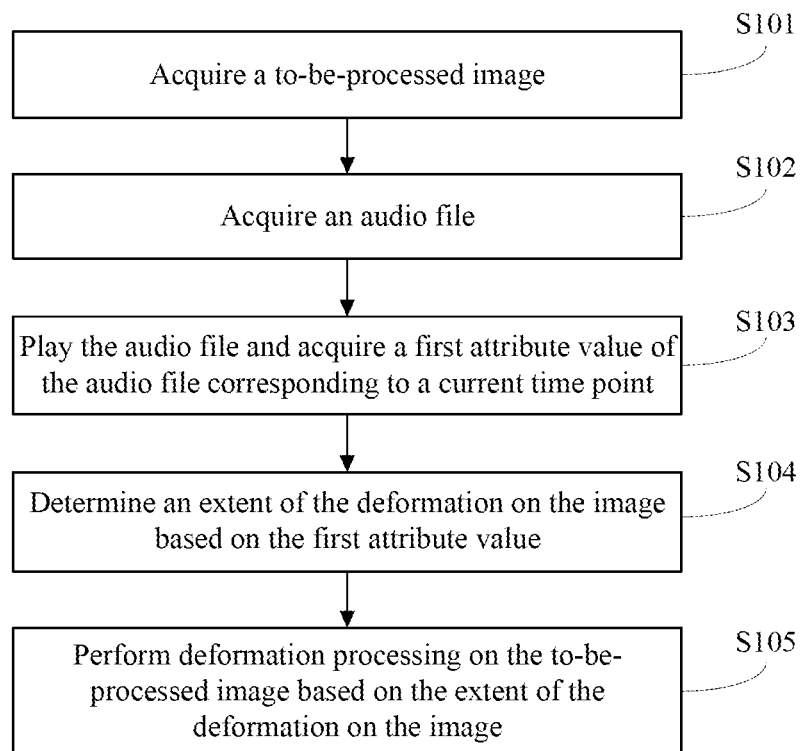 S101
Acquire a to-be-processed image
S102
Acquire an audio file
S103
Play the audio file and acquire a first attribute value of
the audio file corresponding to a current time point
S104
Determine an extent of the deformation on the image
based on the first attribute value
S105
Perform deformation processing on the to-be-
processed image based on the extent of the
deformation on the image